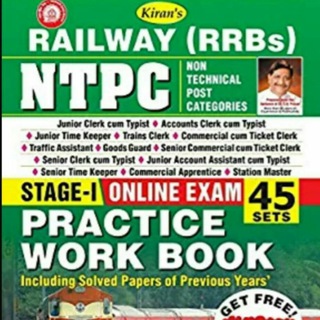 Kiran's
RAILWAY (RRBs)
NTPC
NON
TECHNICAL
POST
CATEGORIES
Junior Clerk cum Typist • Accounts Clerk cum Typist
• Junior Time Keeper • Trains Clerk • Commercial cum Ticket Clerk
• Traffic Assistant • Goods Guard • Senior Commercial cum Ticket Clerk
• Senior Clerk cum Typist • Junior Account Assistant cum Typist
• Senior Time Keeper • Commercial Apprentice • Station Master
STAGE-I ONLINE EXAM 45
SETS
PRACTICE
WORK BOOK
Including Solved Papers of Previous Years'
GET FREE!